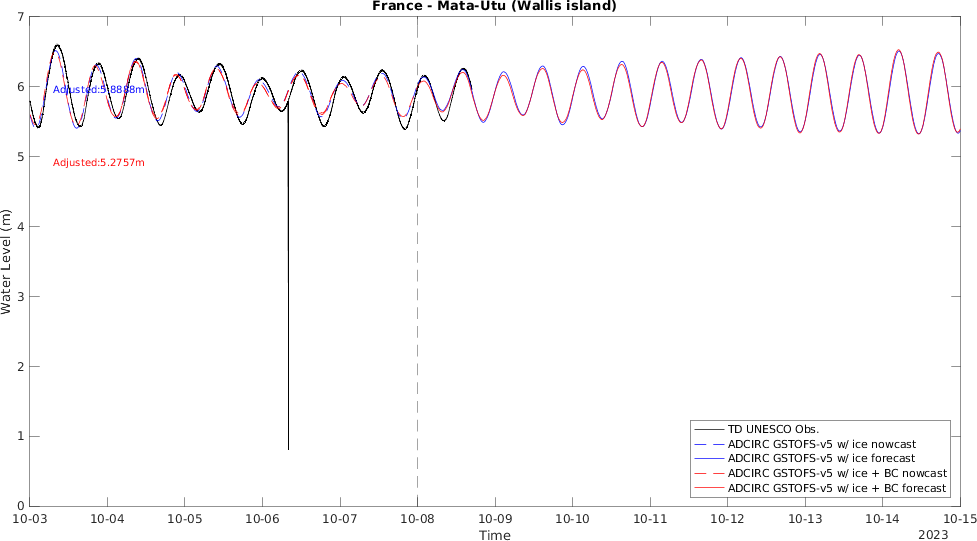 France - Mata-Utu (Wallis island)
7
6
5
4
3
2
1
0
Water Level (m)
Adjusted:5.8888m
Adjusted:5.2757m
TD UNESCO Obs.
ADCIRC GSTOFS-v5 w/ ice nowcast
ADCIRC GSTOFS-v5 w/ ice forecast
ADCIRC GSTOFS-v5 w/ ice + BC nowcast
ADCIRC GSTOFS-v5 w/ ice + BC forecast
10-03 10-04 10-05 10-06 10-07 10-08 10-09 10-10 10-11 10-12 10-13 10-14 10-15
Time
2023